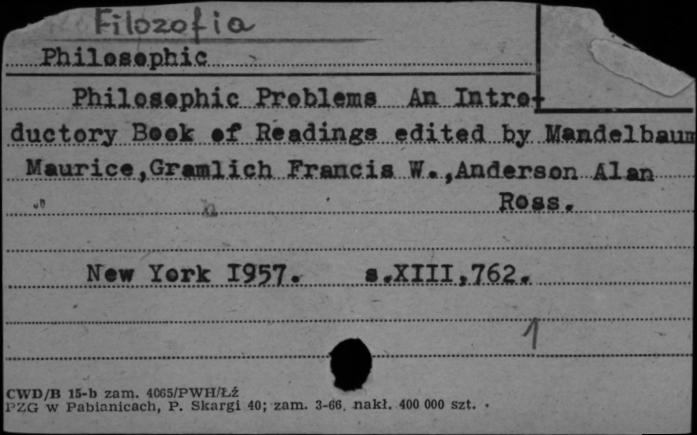 Filozofia
Philosophic
Philosophic Problems An Intro-
ductory Book of Readings edited by Mandelbaum
Maurice,Gramlich Francis W.,Anderson Alan
Ross.
New York I957. s.XIII,762.
CWD/B 15-b zam. 4065/PWH/Łź
PZG w Pabianicach, P. Skargi 40; zam. 3-66. nakł. 400 000 szt.